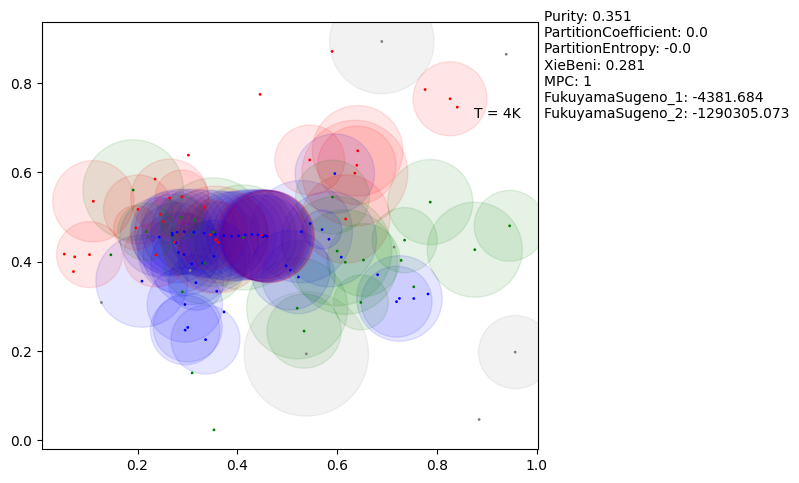 Purity: 0.351
PartitionCoefficient: 0.0
PartitionEntropy: -0.0
XieBeni: 0.281
MPC: 1
FukuyamaSugeno_1: -4381.684
FukuyamaSugeno_2: -1290305.073
T = 4K
0.8
0.6
0.4
0.2
0.0
0.2 0.4 0.6 0.8 1.0